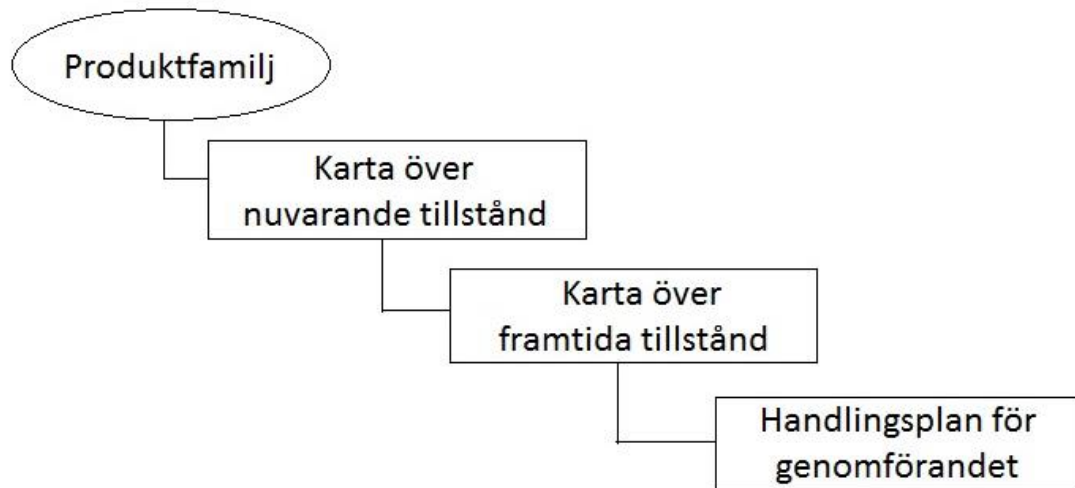 Produktfamilj
Karta över
nuvarande tillstånd
Karta över
framtida tillstånd
Handlingsplan för
genomförandet